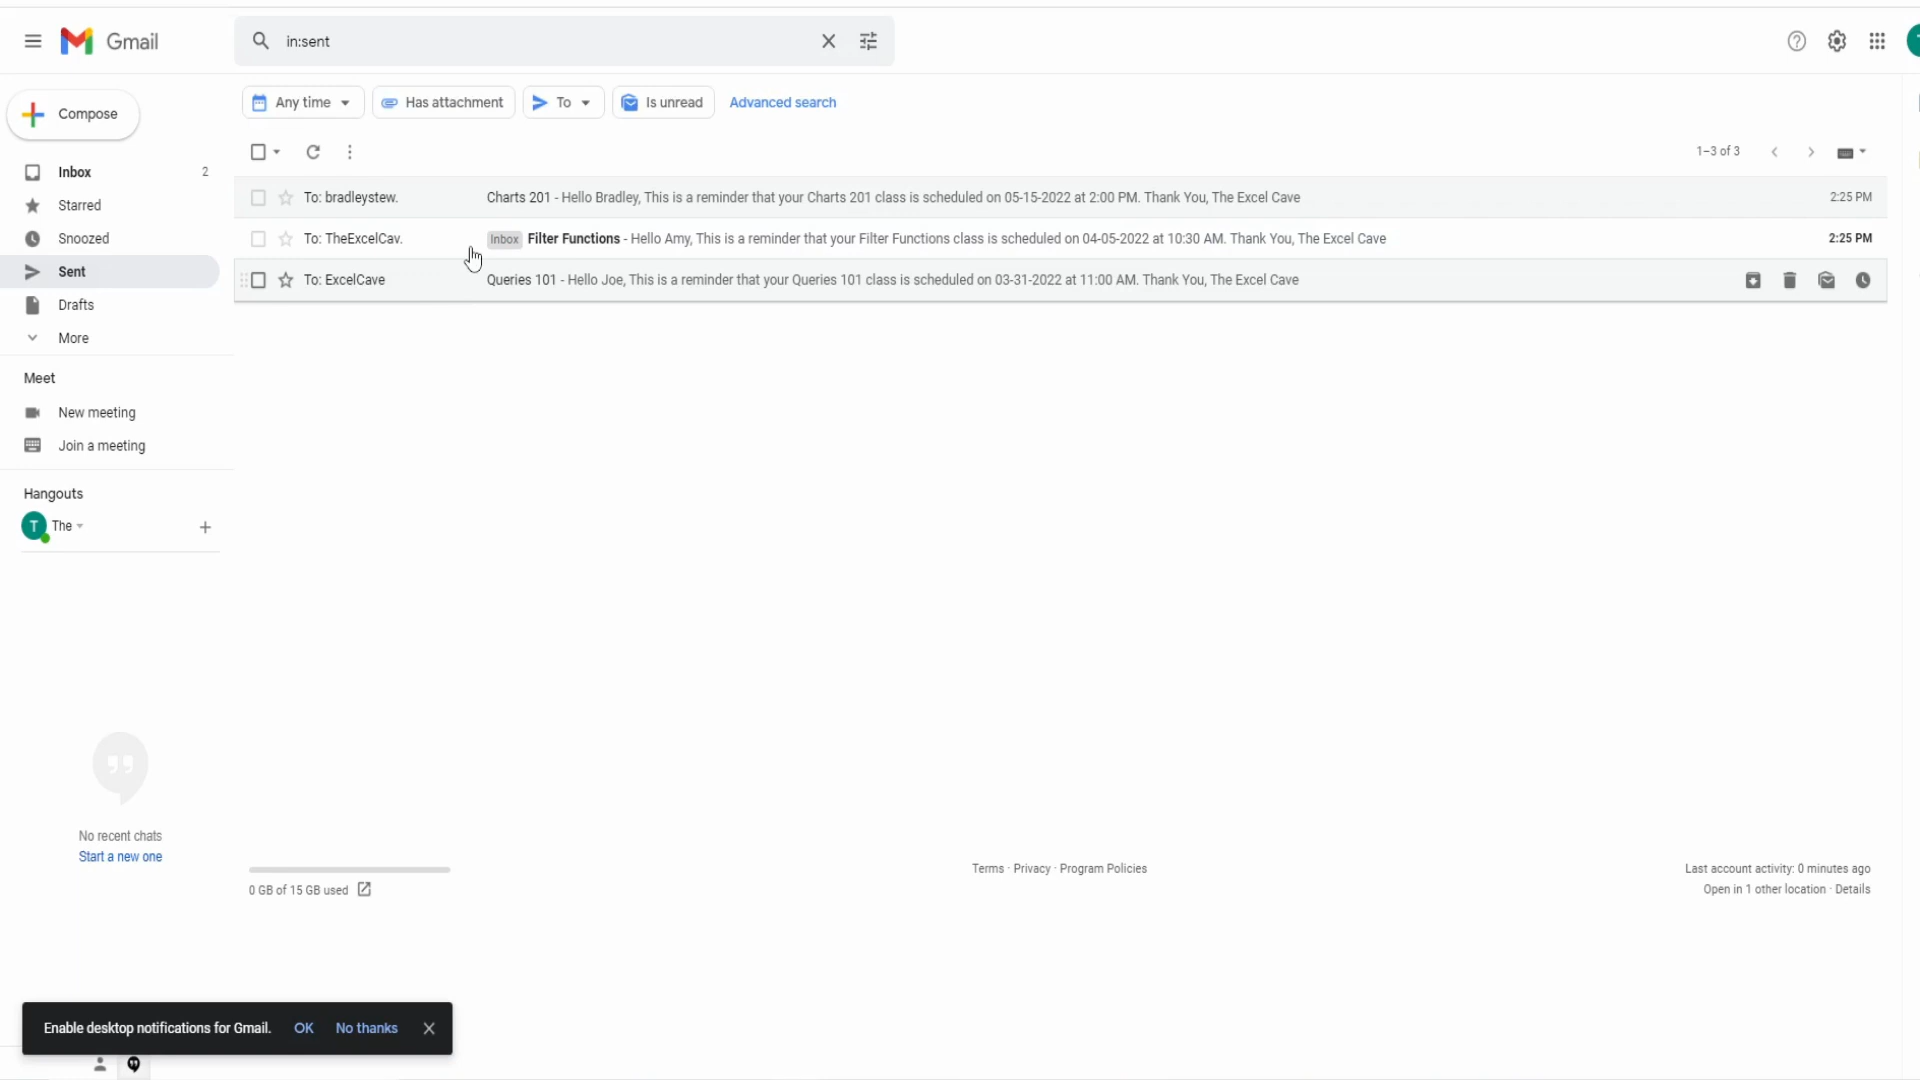 Gmail
in:sent
Compose
Any time
Has attachment
To
Is unread
Advanced search
1–3 of 3
Inbox 2
Starred
Snoozed
Sent
Drafts
More
To: bradleystew. Charts 201 - Hello Bradley, This is a reminder that your Charts 201 class is scheduled on 05-15-2022 at 2:00 PM. Thank You, The Excel Cave 2:25 PM
To: TheExcelCav. Inbox Filter Functions - Hello Amy, This is a reminder that your Filter Functions class is scheduled on 04-05-2022 at 10:30 AM. Thank You, The Excel Cave 2:25 PM
To: ExcelCave Queries 101 - Hello Joe, This is a reminder that your Queries 101 class is scheduled on 03-31-2022 at 11:00 AM. Thank You, The Excel Cave
Meet
New meeting
Join a meeting
Hangouts
T The
No recent chats
Start a new one
0 GB of 15 GB used
Terms · Privacy · Program Policies
Last account activity: 0 minutes ago
Open in 1 other location · Details
Enable desktop notifications for Gmail. OK No thanks